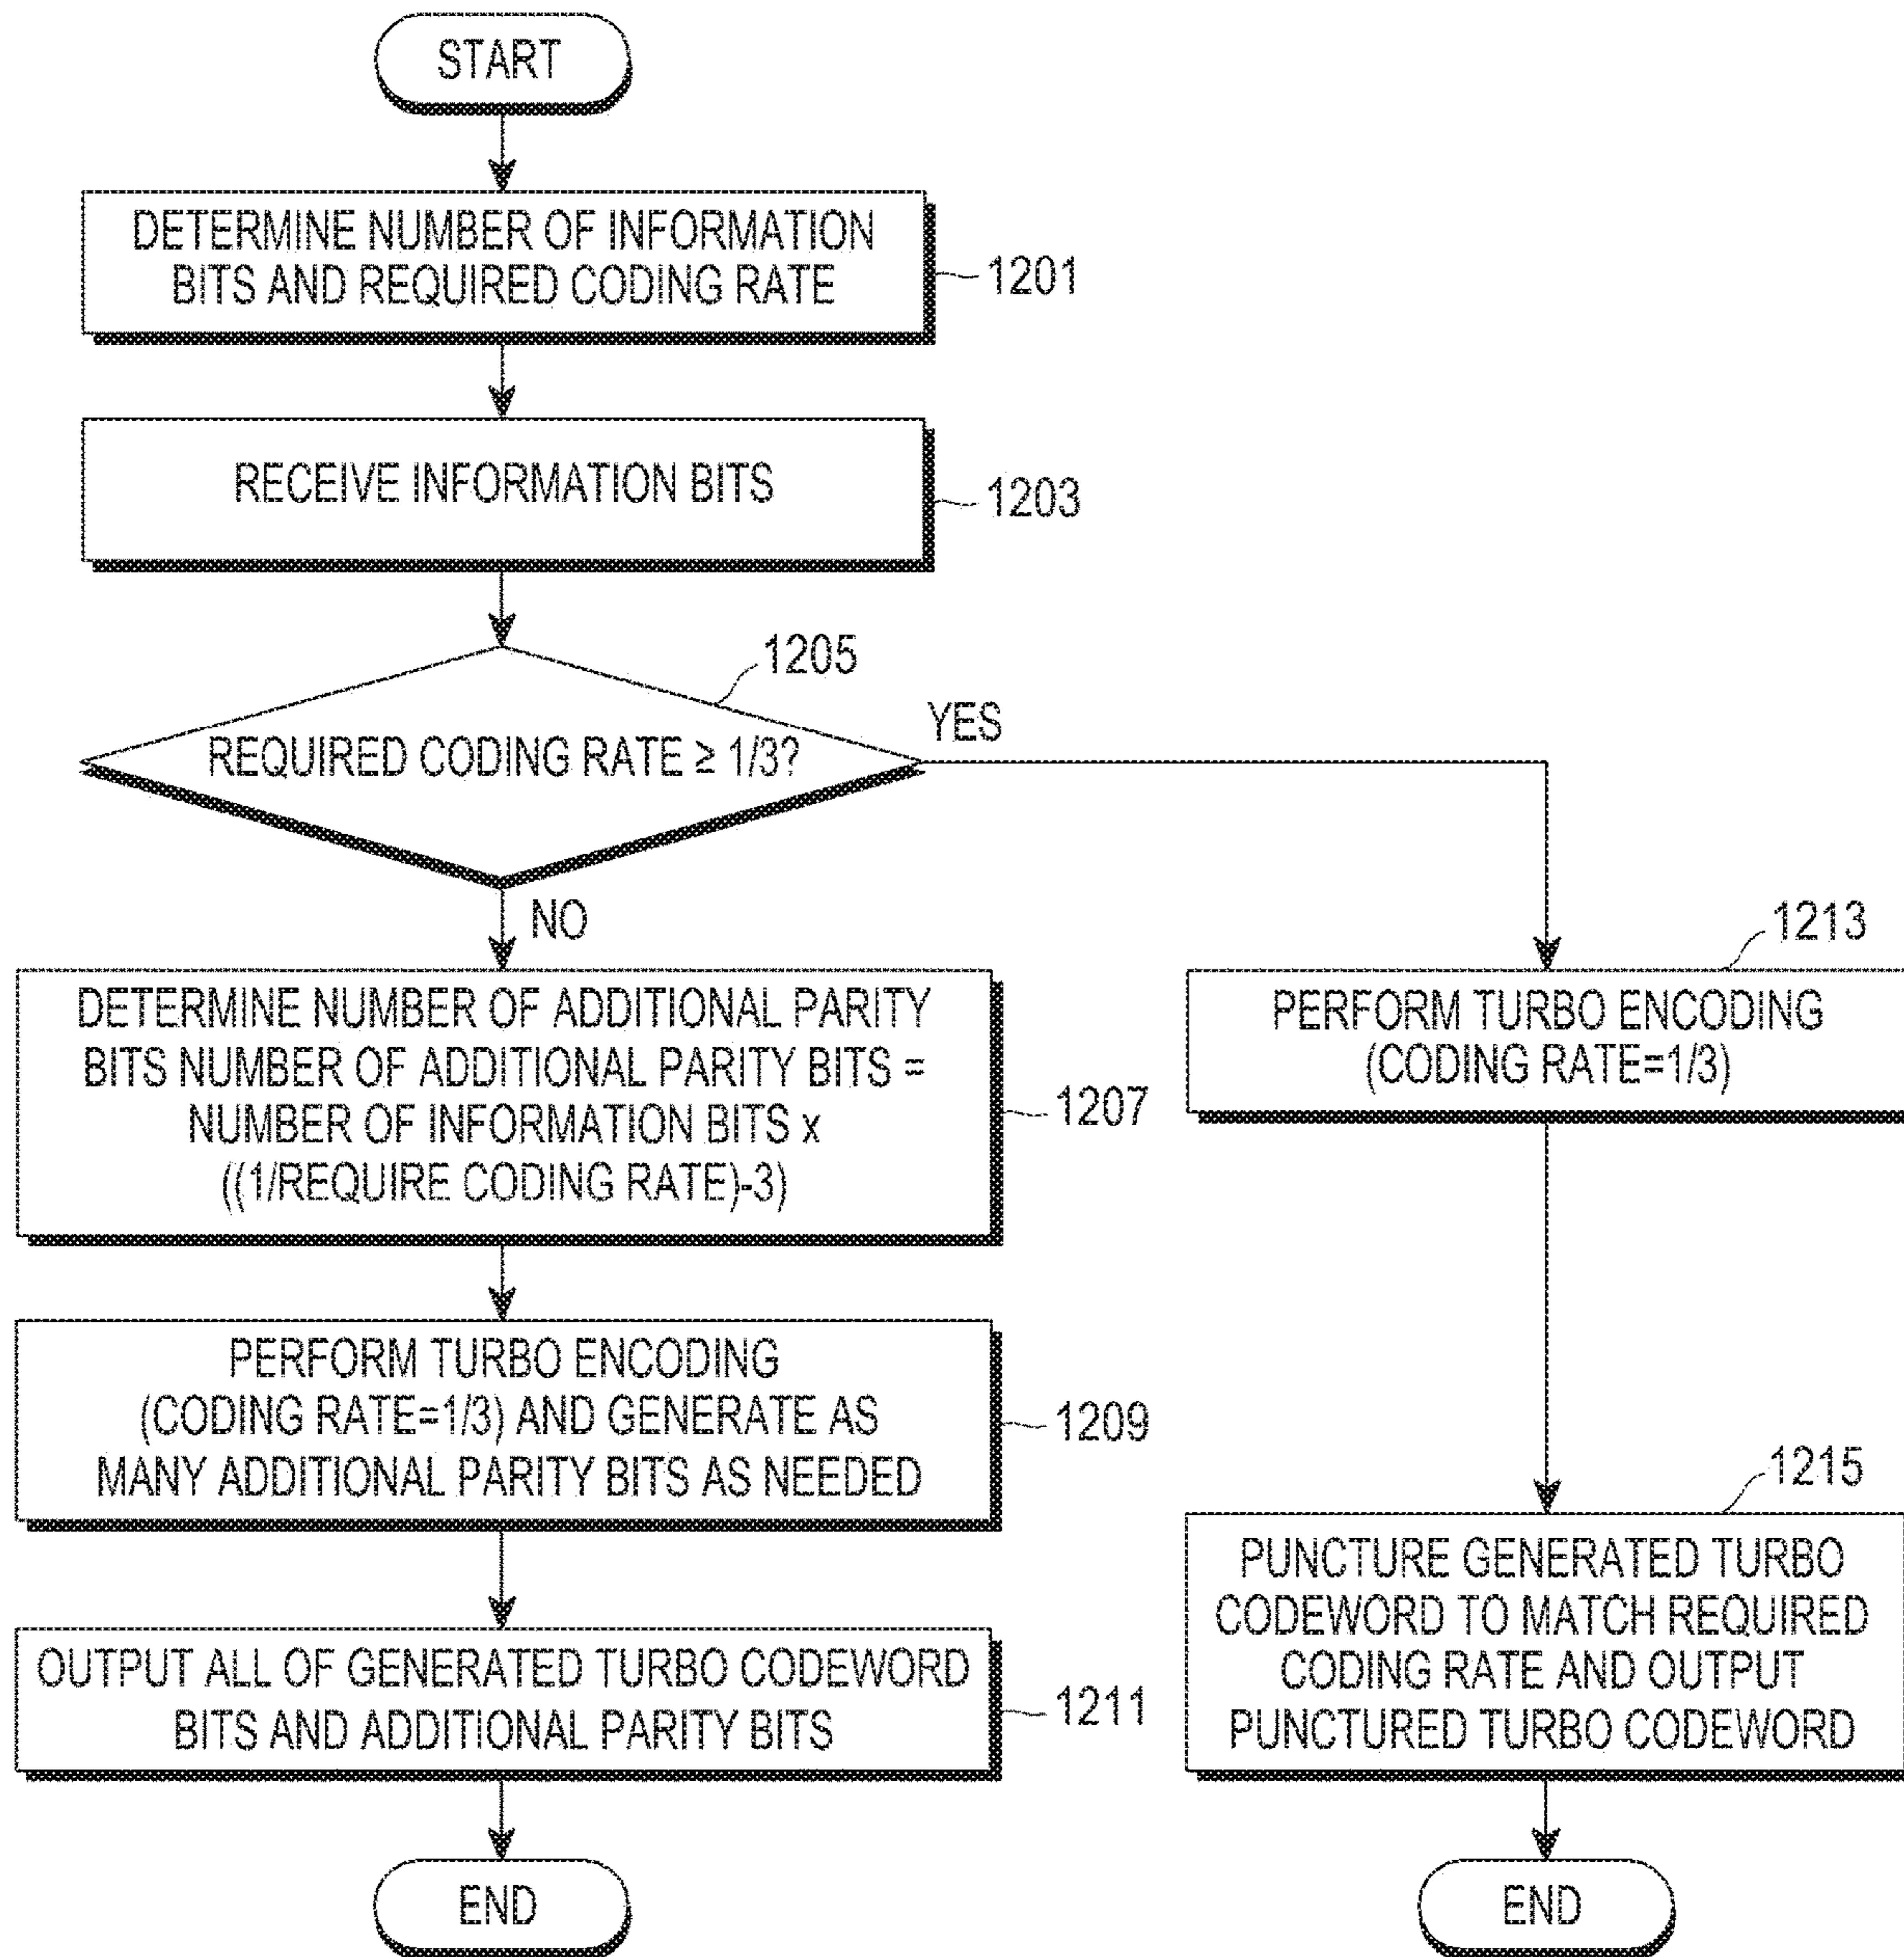 START
DETERMINE NUMBER OF INFORMATION
BITS AND REQUIRED CODING RATE
1201
RECEIVE INFORMATION BITS
1203
1205
REQUIRED CODING RATE ≥ 1/3?
YES
NO
DETERMINE NUMBER OF ADDITIONAL PARITY
BITS NUMBER OF ADDITIONAL PARITY BITS =
NUMBER OF INFORMATION BITS x
((1/REQUIRE CODING RATE)-3)
1207
PERFORM TURBO ENCODING
(CODING RATE=1/3) AND GENERATE AS
MANY ADDITIONAL PARITY BITS AS NEEDED
1209
OUTPUT ALL OF GENERATED TURBO CODEWORD
BITS AND ADDITIONAL PARITY BITS
1211
END
1213
PERFORM TURBO ENCODING
(CODING RATE=1/3)
1215
PUNCTURE GENERATED TURBO
CODEWORD TO MATCH REQUIRED
CODING RATE AND OUTPUT
PUNCTURED TURBO CODEWORD
END